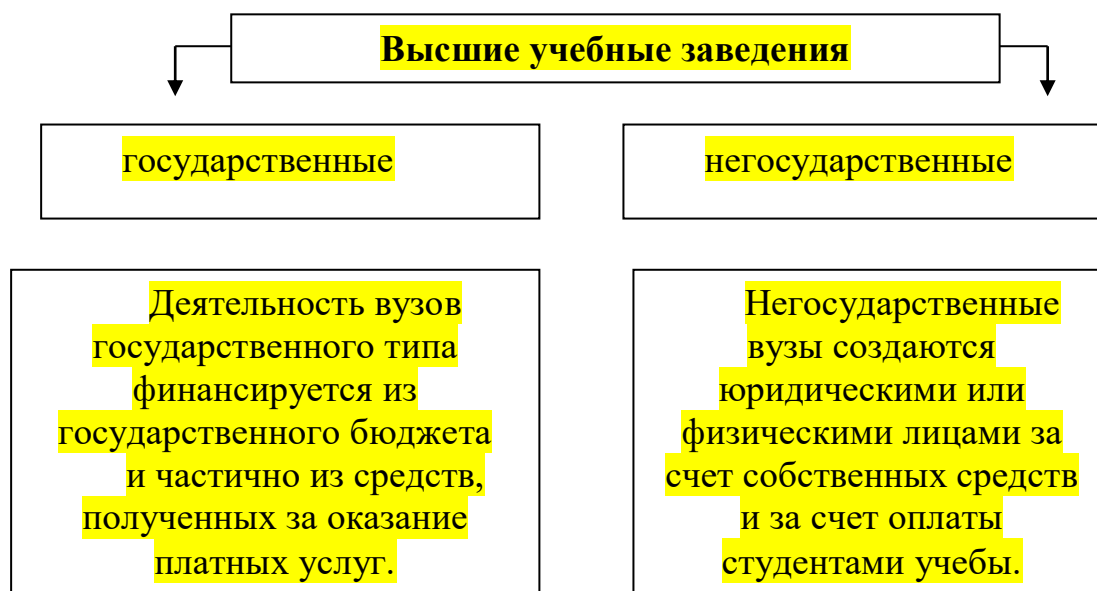 Высшие учебные заведения
государственные
негосударственные
Деятельность вузов
государственного типа
финансируется из
государственного бюджета
и частично из средств,
полученных за оказание
платных услуг.
Негосударственные
вузы создаются
юридическими или
физическими лицами за
счет собственных средств
и за счет оплаты
студентами учебы.